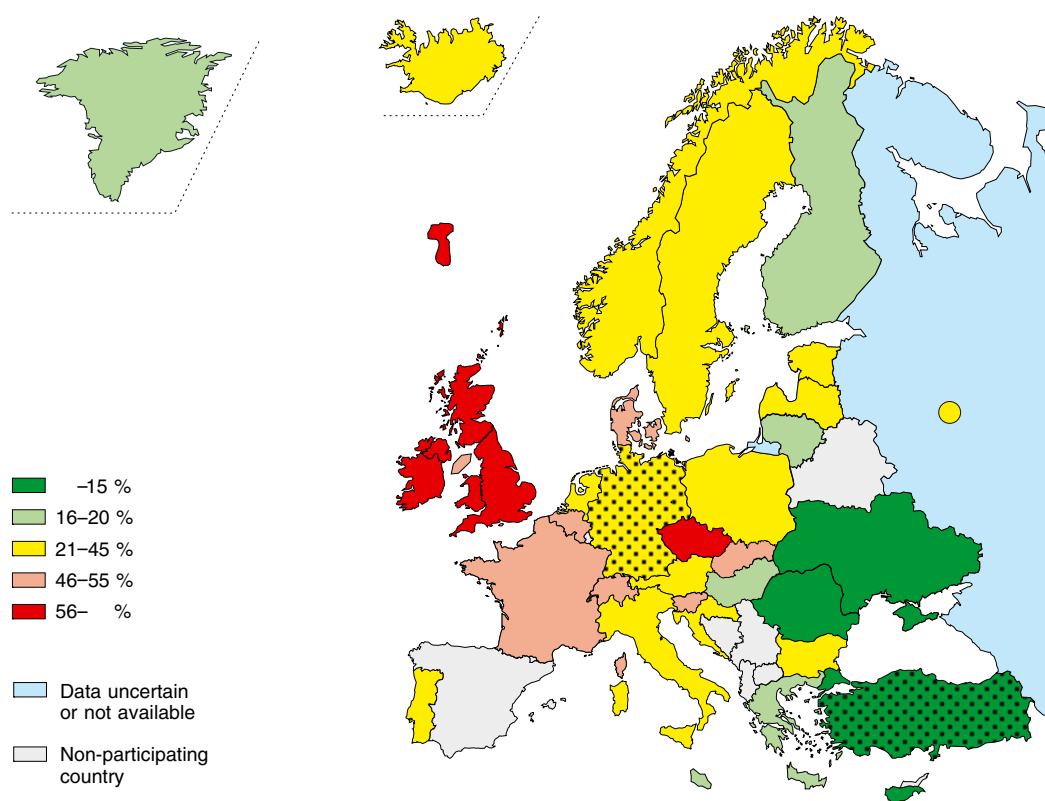 –15 %
16–20 %
21–45 %
46–55 %
56– %
Data uncertain
or not available
Non-participating
country